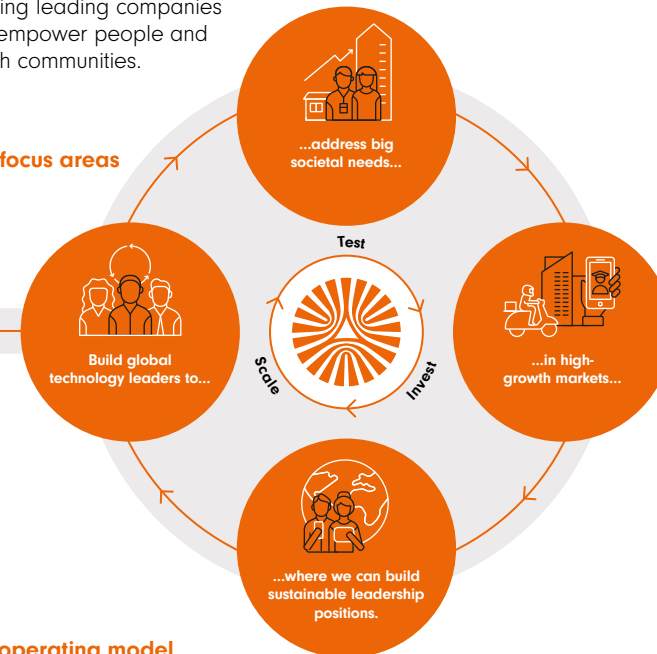 ing leading companies
empower people and
h communities.
focus areas
...address big
societal needs...
Test
Build global
technology leaders to...
...in high-
growth markets...
Scale
Invest
...where we can build
sustainable leadership
positions.
operating model